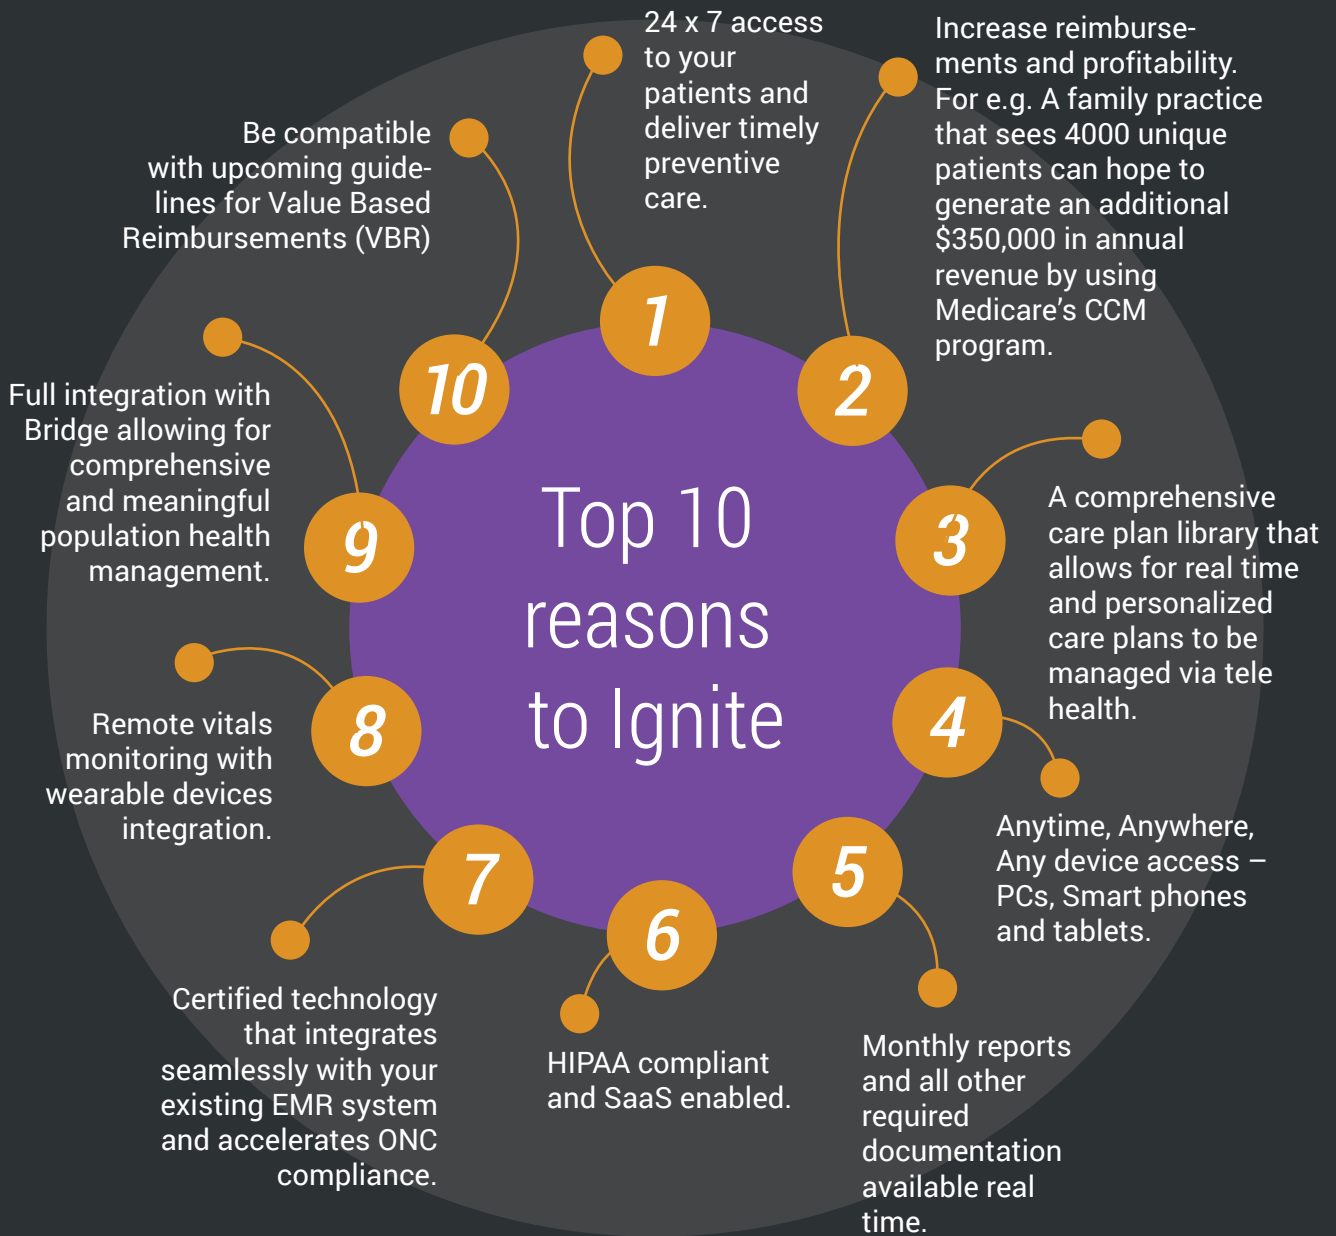 Top 10
reasons
to Ignite
1
24 x 7 access
to your
patients and
deliver timely
preventive
care.
2
Increase reimburse-
ments and profitability.
For e.g. A family practice
that sees 4000 unique
patients can hope to
generate an additional
$350,000 in annual
revenue by using
Medicare’s CCM
program.
3
A comprehensive
care plan library that
allows for real time
and personalized
care plans to be
managed via tele
health.
4
Anytime, Anywhere,
Any device access –
PCs, Smart phones
and tablets.
5
Monthly reports
and all other
required
documentation
available real
time.
6
HIPAA compliant
and SaaS enabled.
7
Certified technology
that integrates
seamlessly with your
existing EMR system
and accelerates ONC
compliance.
8
Remote vitals
monitoring with
wearable devices
integration.
9
Full integration with
Bridge allowing for
comprehensive
and meaningful
population health
management.
10
Be compatible
with upcoming guide-
lines for Value Based
Reimbursements (VBR)